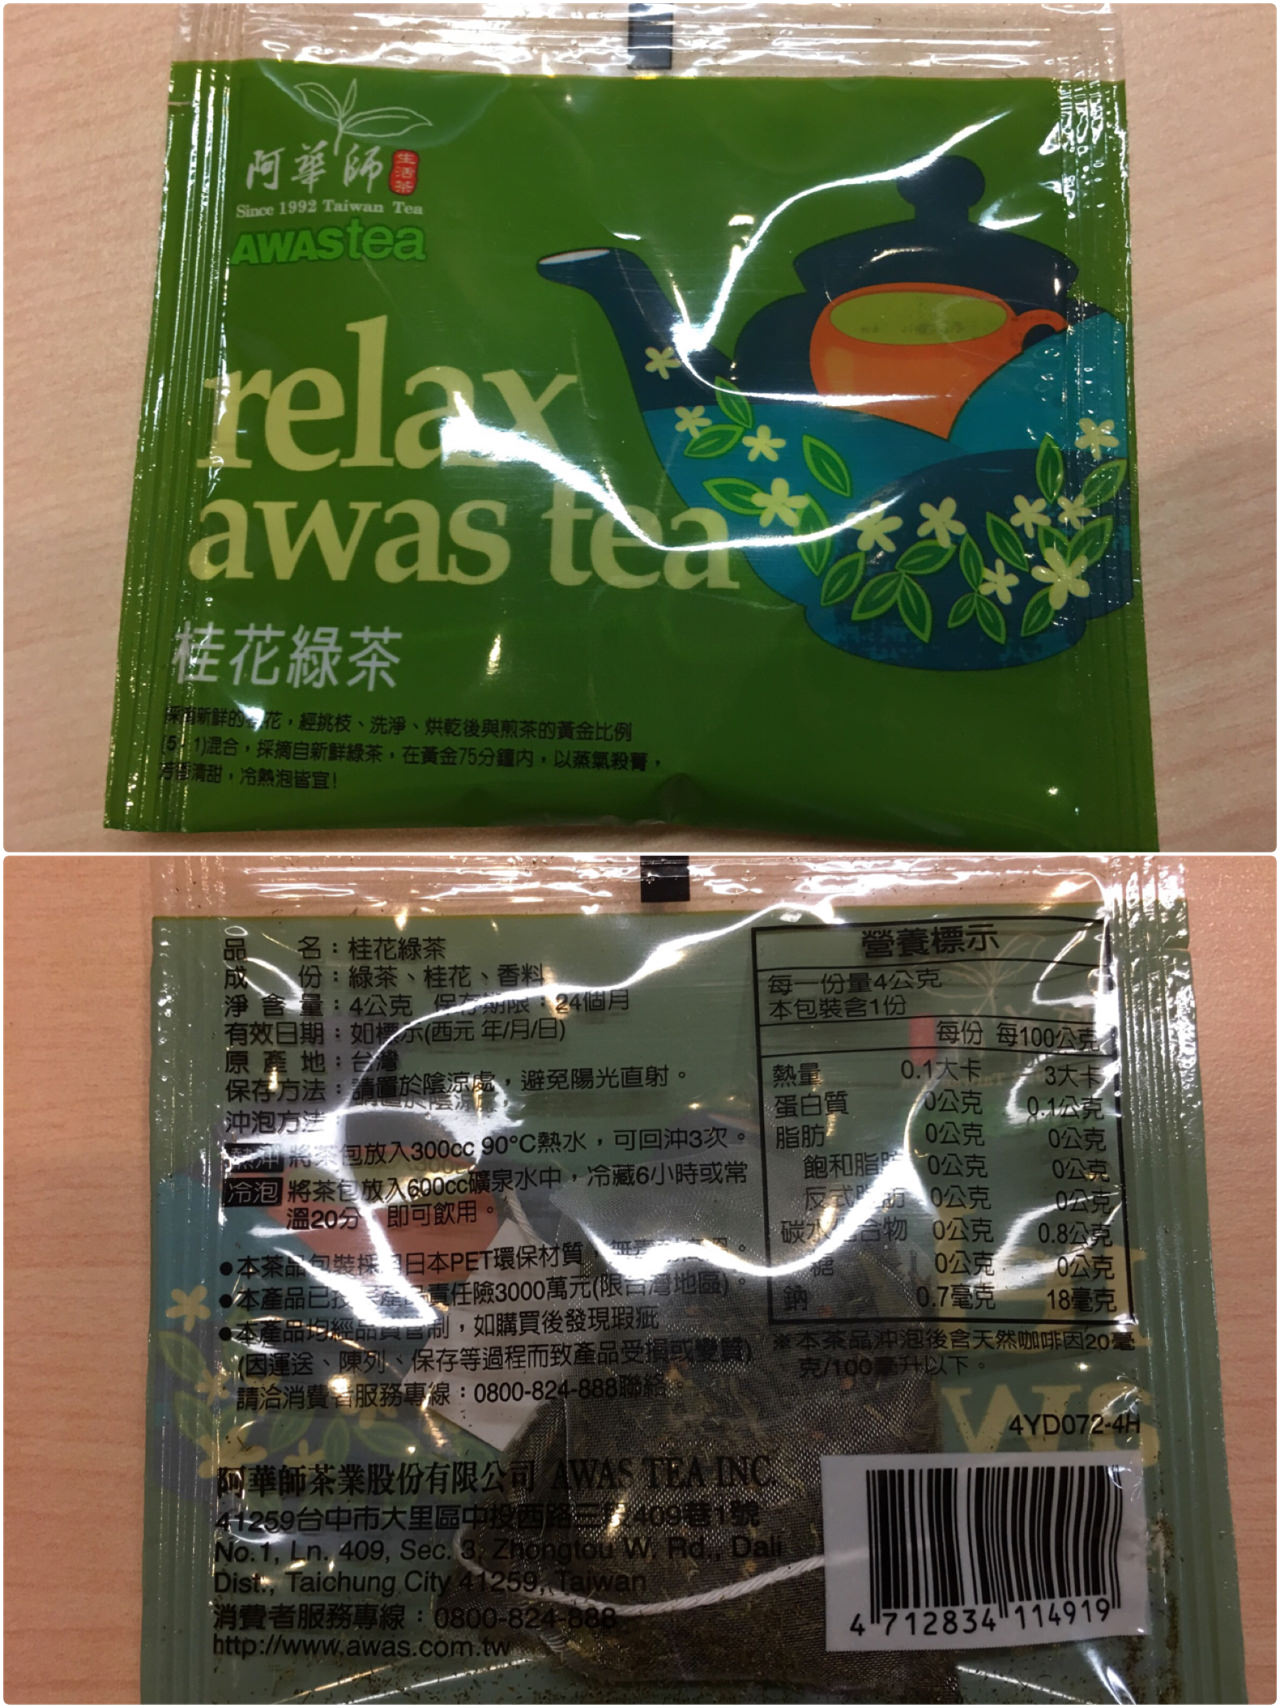 阿華師
生活茶
Since 1992 Taiwan Tea
AWAStea
relax
awas tea
桂花綠茶
新鮮的 花，經挑枝、洗淨、烘乾後與煎茶的黃金比例
混合，採摘自新鮮綠茶，在黃金75分鐘內，以蒸氣殺菁，
清甜，冷熱泡皆宜!
品 名：桂花綠茶
成 份：綠茶、桂花、香料
淨含量：4公克 保存期限：24個月
有效日期：如標示(西元 年/月/日)
原產地：台灣
保存方法：請置於陰涼處，避免陽光直射。
沖泡方法
熱沖 將茶包放入300cc 90°C熱水，可回沖3次。
冷泡 將茶包放入600cc礦泉水中，冷藏6小時或常
溫20分 即可飲用。
●本茶品包裝採用日本PET環保材質，
●本產品已投 產品責任險3000萬元(限台灣地區)。
●本產品均經品質管制，如購買後發現瑕疵
(因運送、陳列、保存等過程而致產品受損或變質)
請洽消費者服務專線：0800-824-888聯絡。
阿華師茶業股份有限公司 AWAS TEA INC.
41259台中市大里區中投西路三段409巷1號
No.1, Ln. 409, Sec. 3, Zhongtou W. Rd., Dali
Dist., Taichung City 41259, Taiwan
消費者服務專線：0800-824-888
http://www.awas.com.tw
營養標示
每一份量4公克
本包裝含1份
每份 每100公克
熱量 0.1大卡 3大卡
蛋白質 0公克 0.1公克
脂肪 0公克 0公克
飽和脂肪 0公克 0公克
反式脂肪 0公克 0公克
碳水化合物 0公克 0.8公克
糖 0公克 0公克
鈉 0.7毫克 18毫克
※本茶品沖泡後含天然咖啡因20毫
克/100毫升以下。
4YD072-4H
4 712834 114919